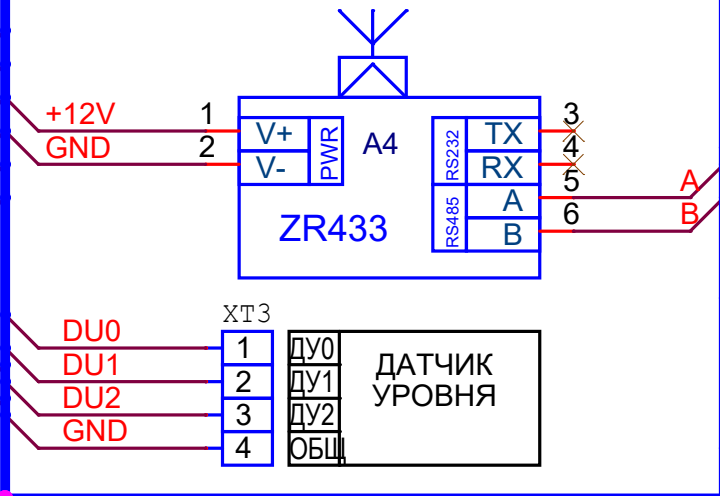 +12V 1 V+ PWR A4 RS232 TX 3
GND 2 V- RX 4
ZR433 RS485 A 5 A
B 6 B
XT3
DU0 1 ДУ0 ДАТЧИК
DU1 2 ДУ1 УРОВНЯ
DU2 3 ДУ2
GND 4 ОБЩ